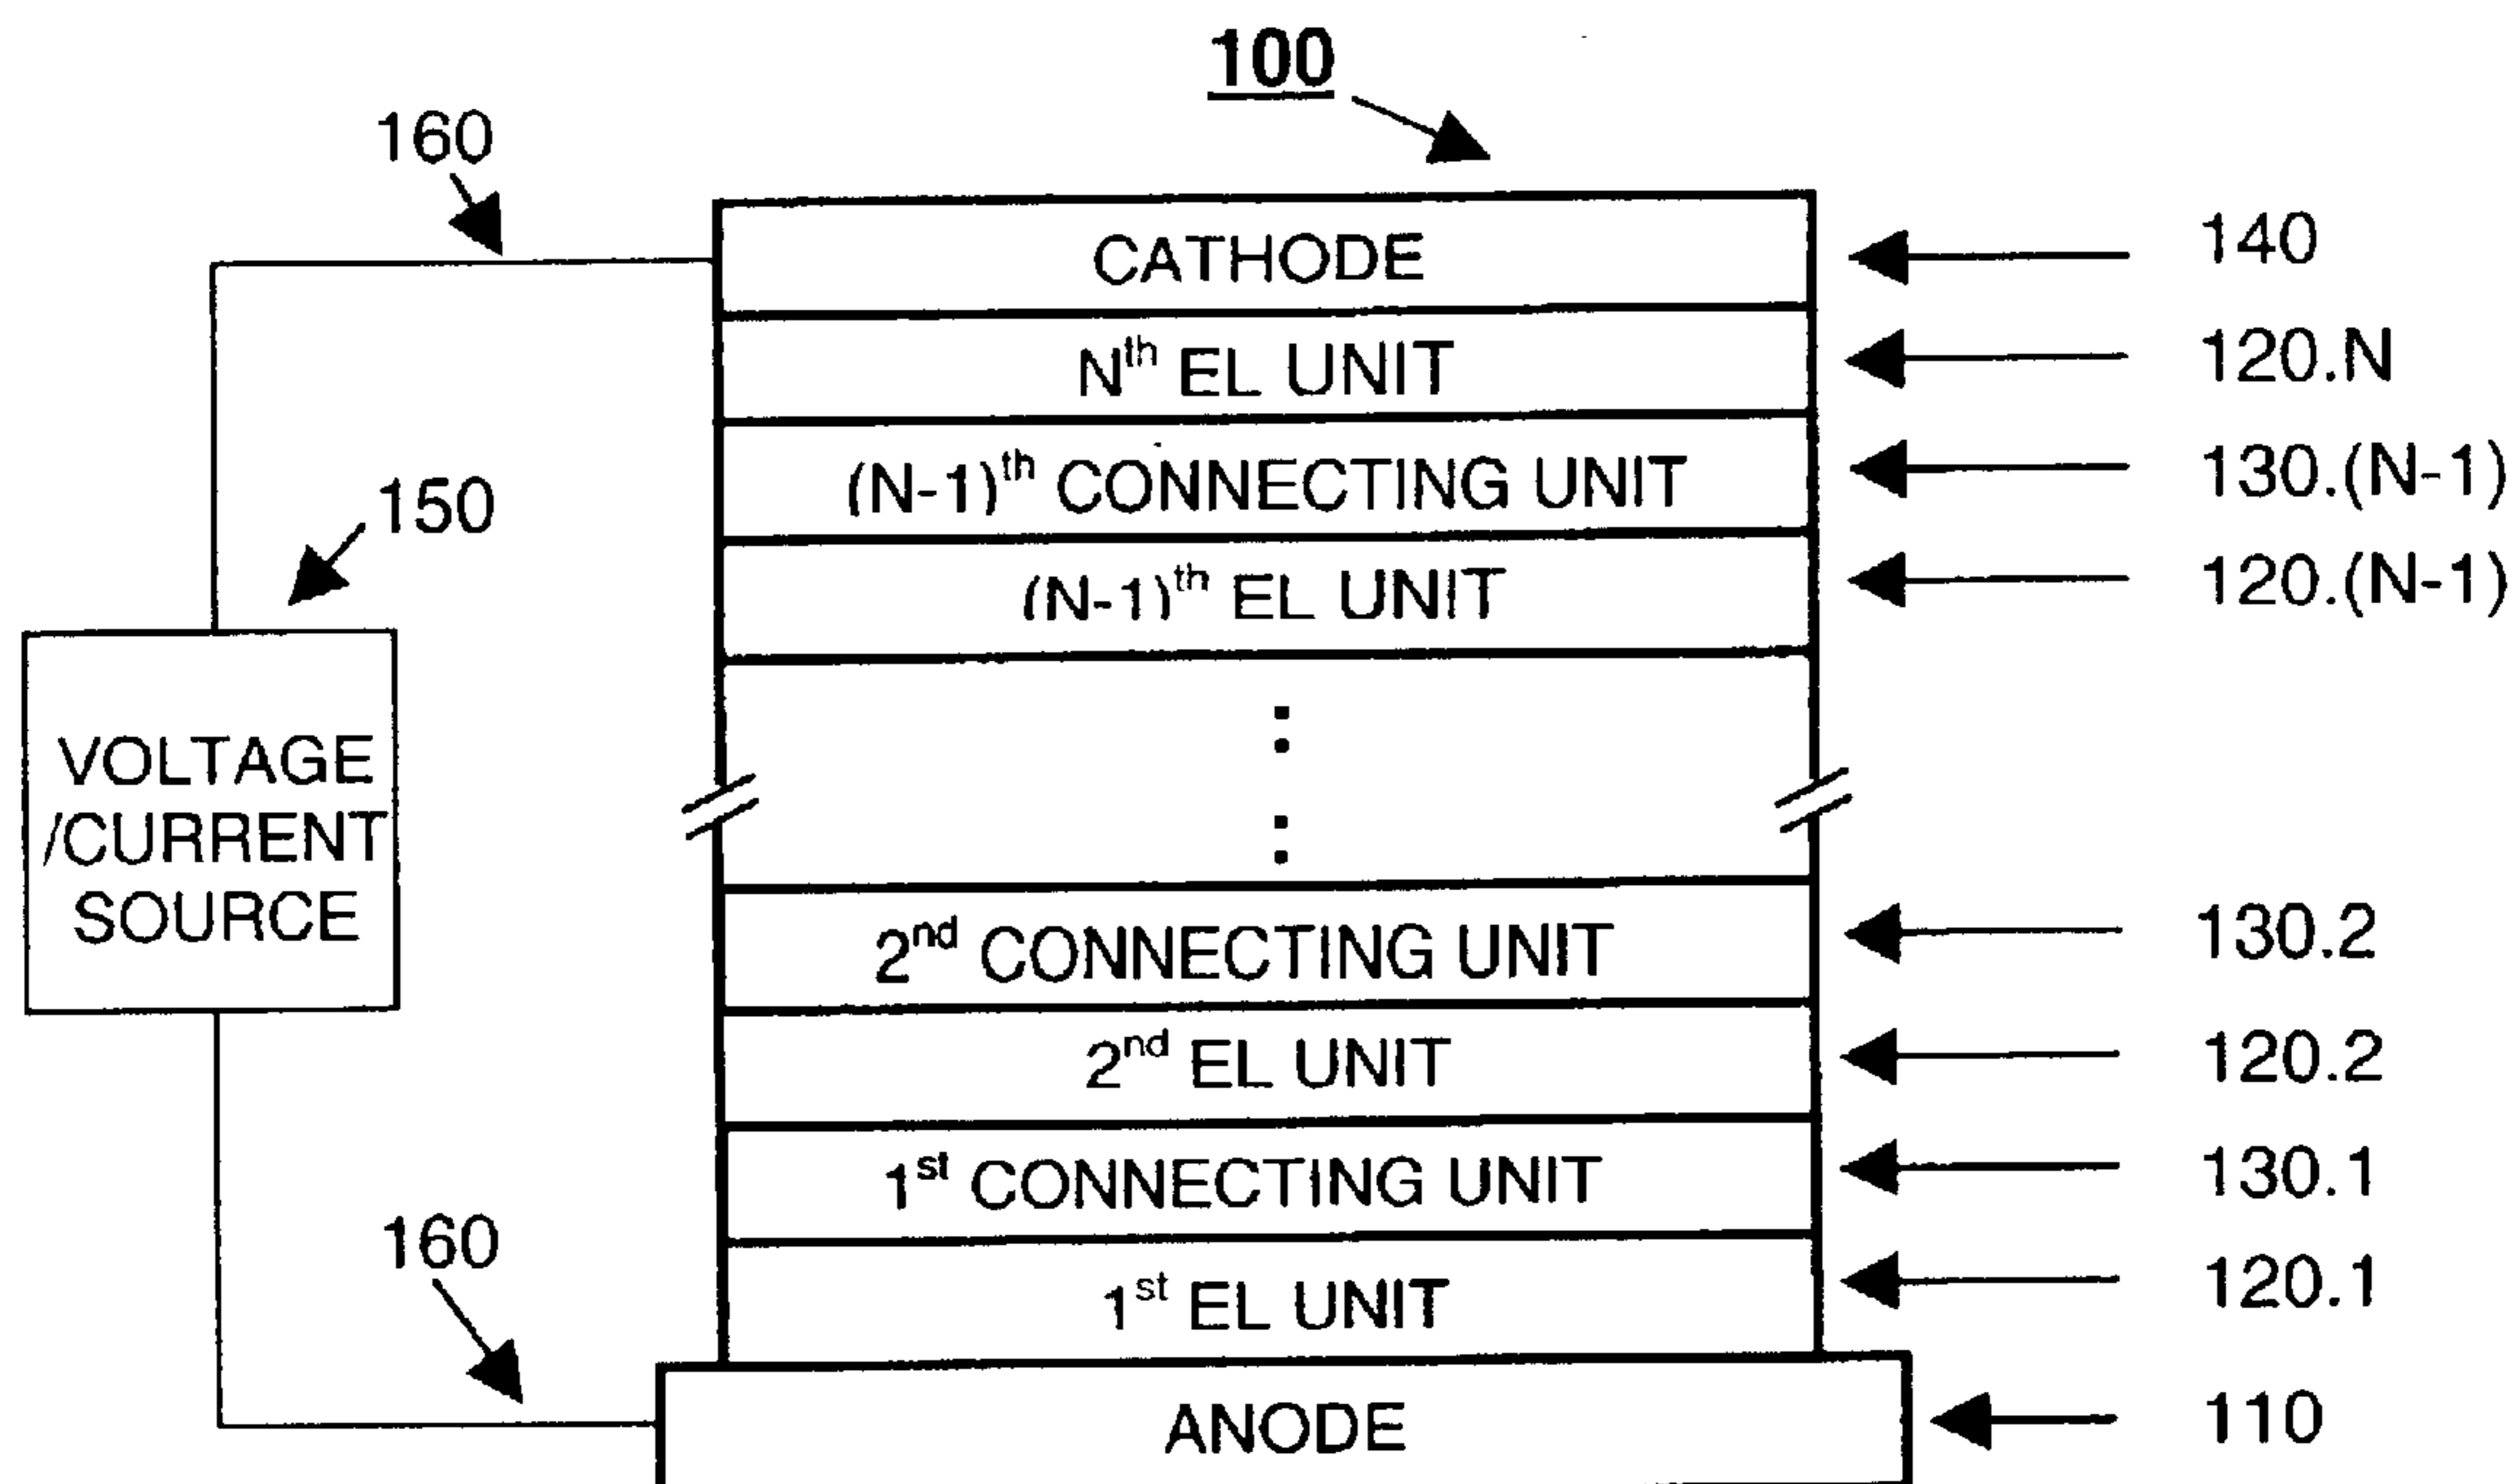 100
160
CATHODE
140
Nth EL UNIT
120.N
(N-1)th CONNECTING UNIT
130.(N-1)
150
(N-1)th EL UNIT
120.(N-1)
VOLTAGE
/CURRENT
SOURCE
2nd CONNECTING UNIT
130.2
2nd EL UNIT
120.2
1st CONNECTING UNIT
130.1
160
1st EL UNIT
120.1
ANODE
110